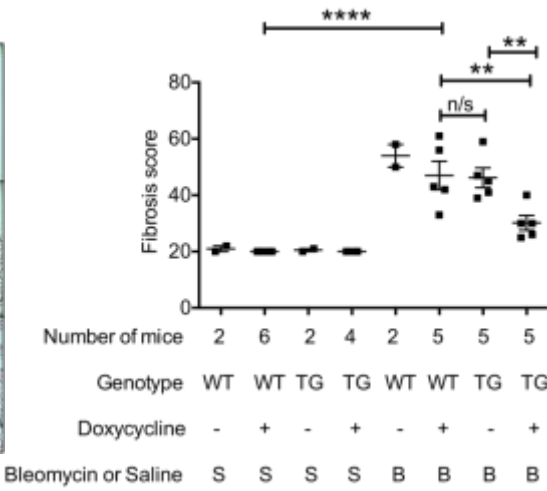 ****
**
**
n/s
80
60
40
20
0
Fibrosis score
Number of mice 2 6 2 4 2 5 5 5
Genotype WT WT TG TG WT WT TG TG
Doxycycline - + - + - + - +
Bleomycin or Saline S S S S B B B B